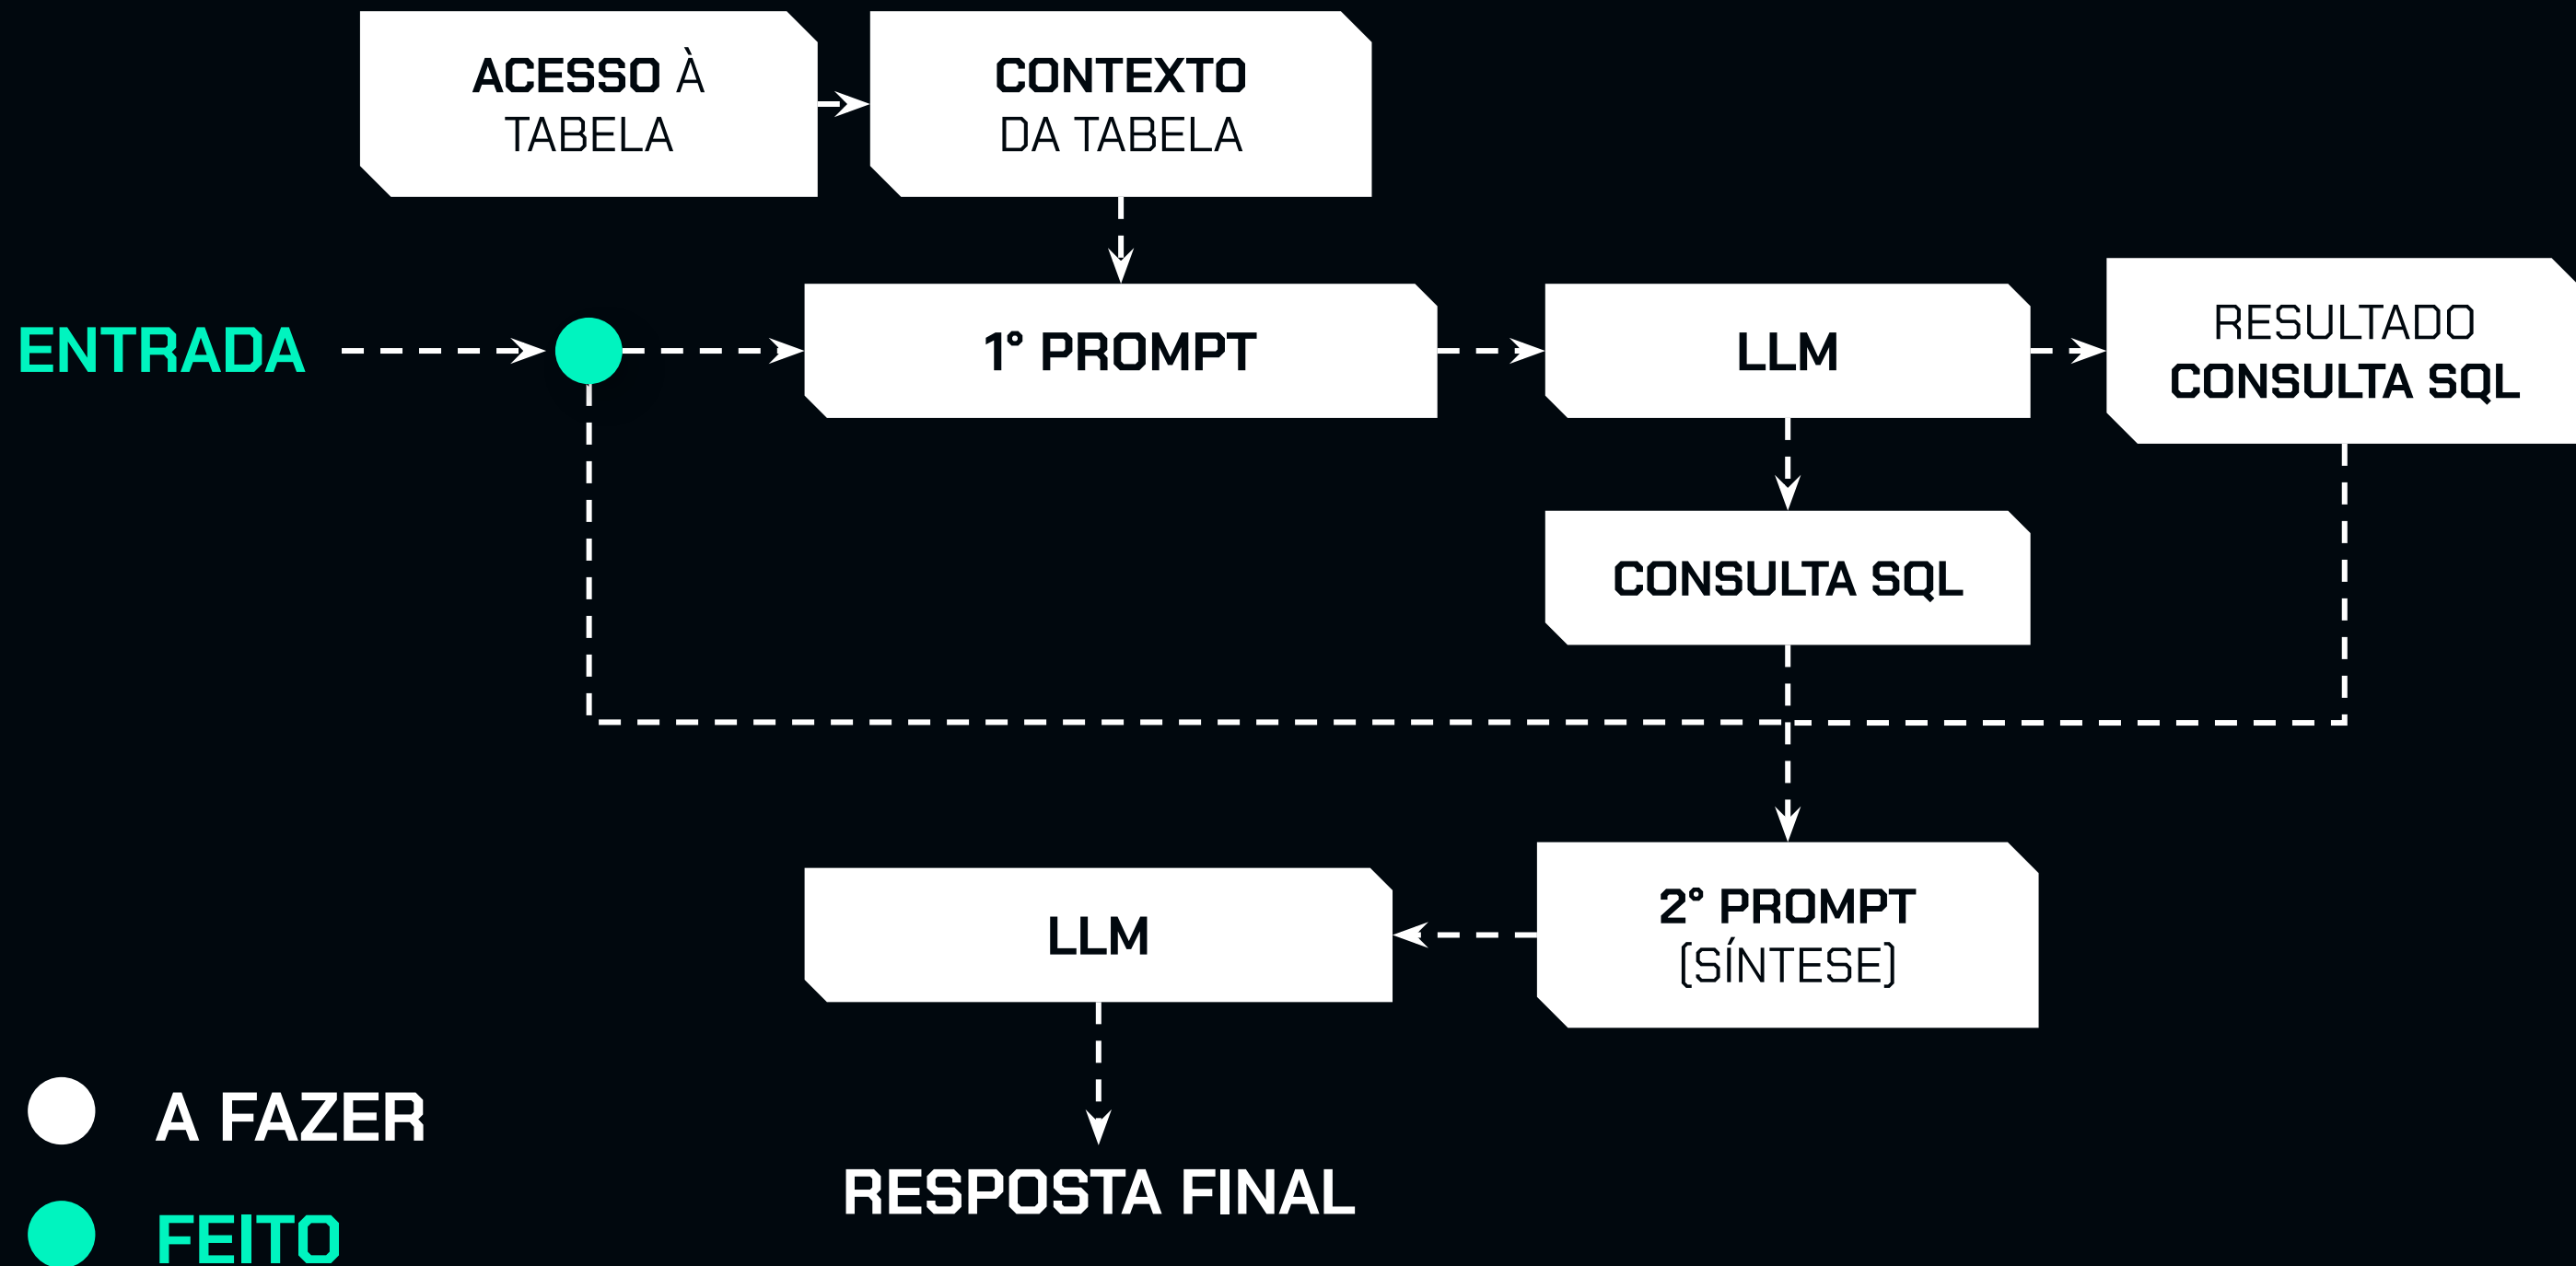 ACESSO À
TABELA
CONTEXTO
DA TABELA
ENTRADA
1° PROMPT
LLM
RESULTADO
CONSULTA SQL
CONSULTA SQL
LLM
2° PROMPT
(SÍNTESE)
A FAZER
RESPOSTA FINAL
FEITO